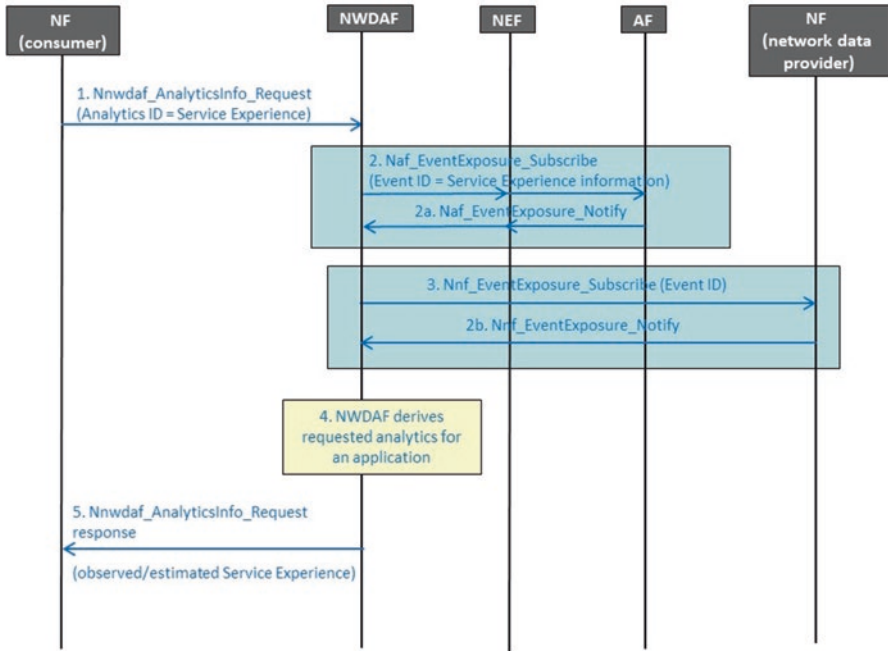 NF
(consumer)
NWDAF
NEF
AF
NF
(network data
provider)
1. Nnwdaf_AnalyticsInfo_Request
(Analytics ID = Service Experience)
2. Naf_EventExposure_Subscribe
(Event ID = Service Experience information)
2a. Naf_EventExposure_Notify
3. Nnf_EventExposure_Subscribe (Event ID)
2b. Nnf_EventExposure_Notify
4. NWDAF derives
requested analytics for
an application
5. Nnwdaf_AnalyticsInfo_Request
response
(observed/estimated Service Experience)